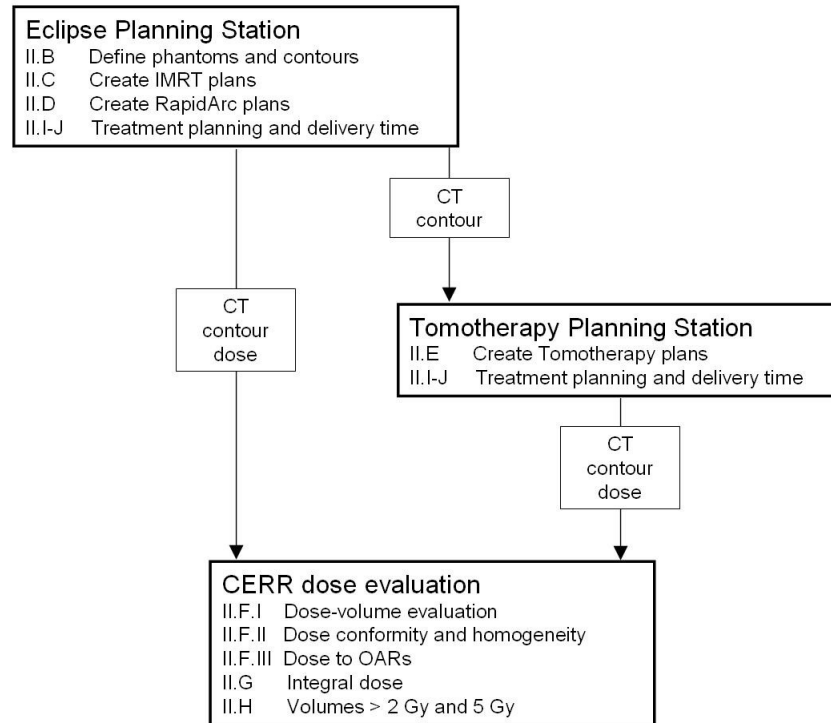 Eclipse Planning Station
II.B Define phantoms and contours
II.C Create IMRT plans
II.D Create RapidArc plans
II.I-J Treatment planning and delivery time
CT
contour
CT
contour
dose
Tomotherapy Planning Station
II.E Create Tomotherapy plans
II.I-J Treatment planning and delivery time
CT
contour
dose
CERR dose evaluation
II.F.I Dose-volume evaluation
II.F.II Dose conformity and homogeneity
II.F.III Dose to OARs
II.G Integral dose
II.H Volumes > 2 Gy and 5 Gy